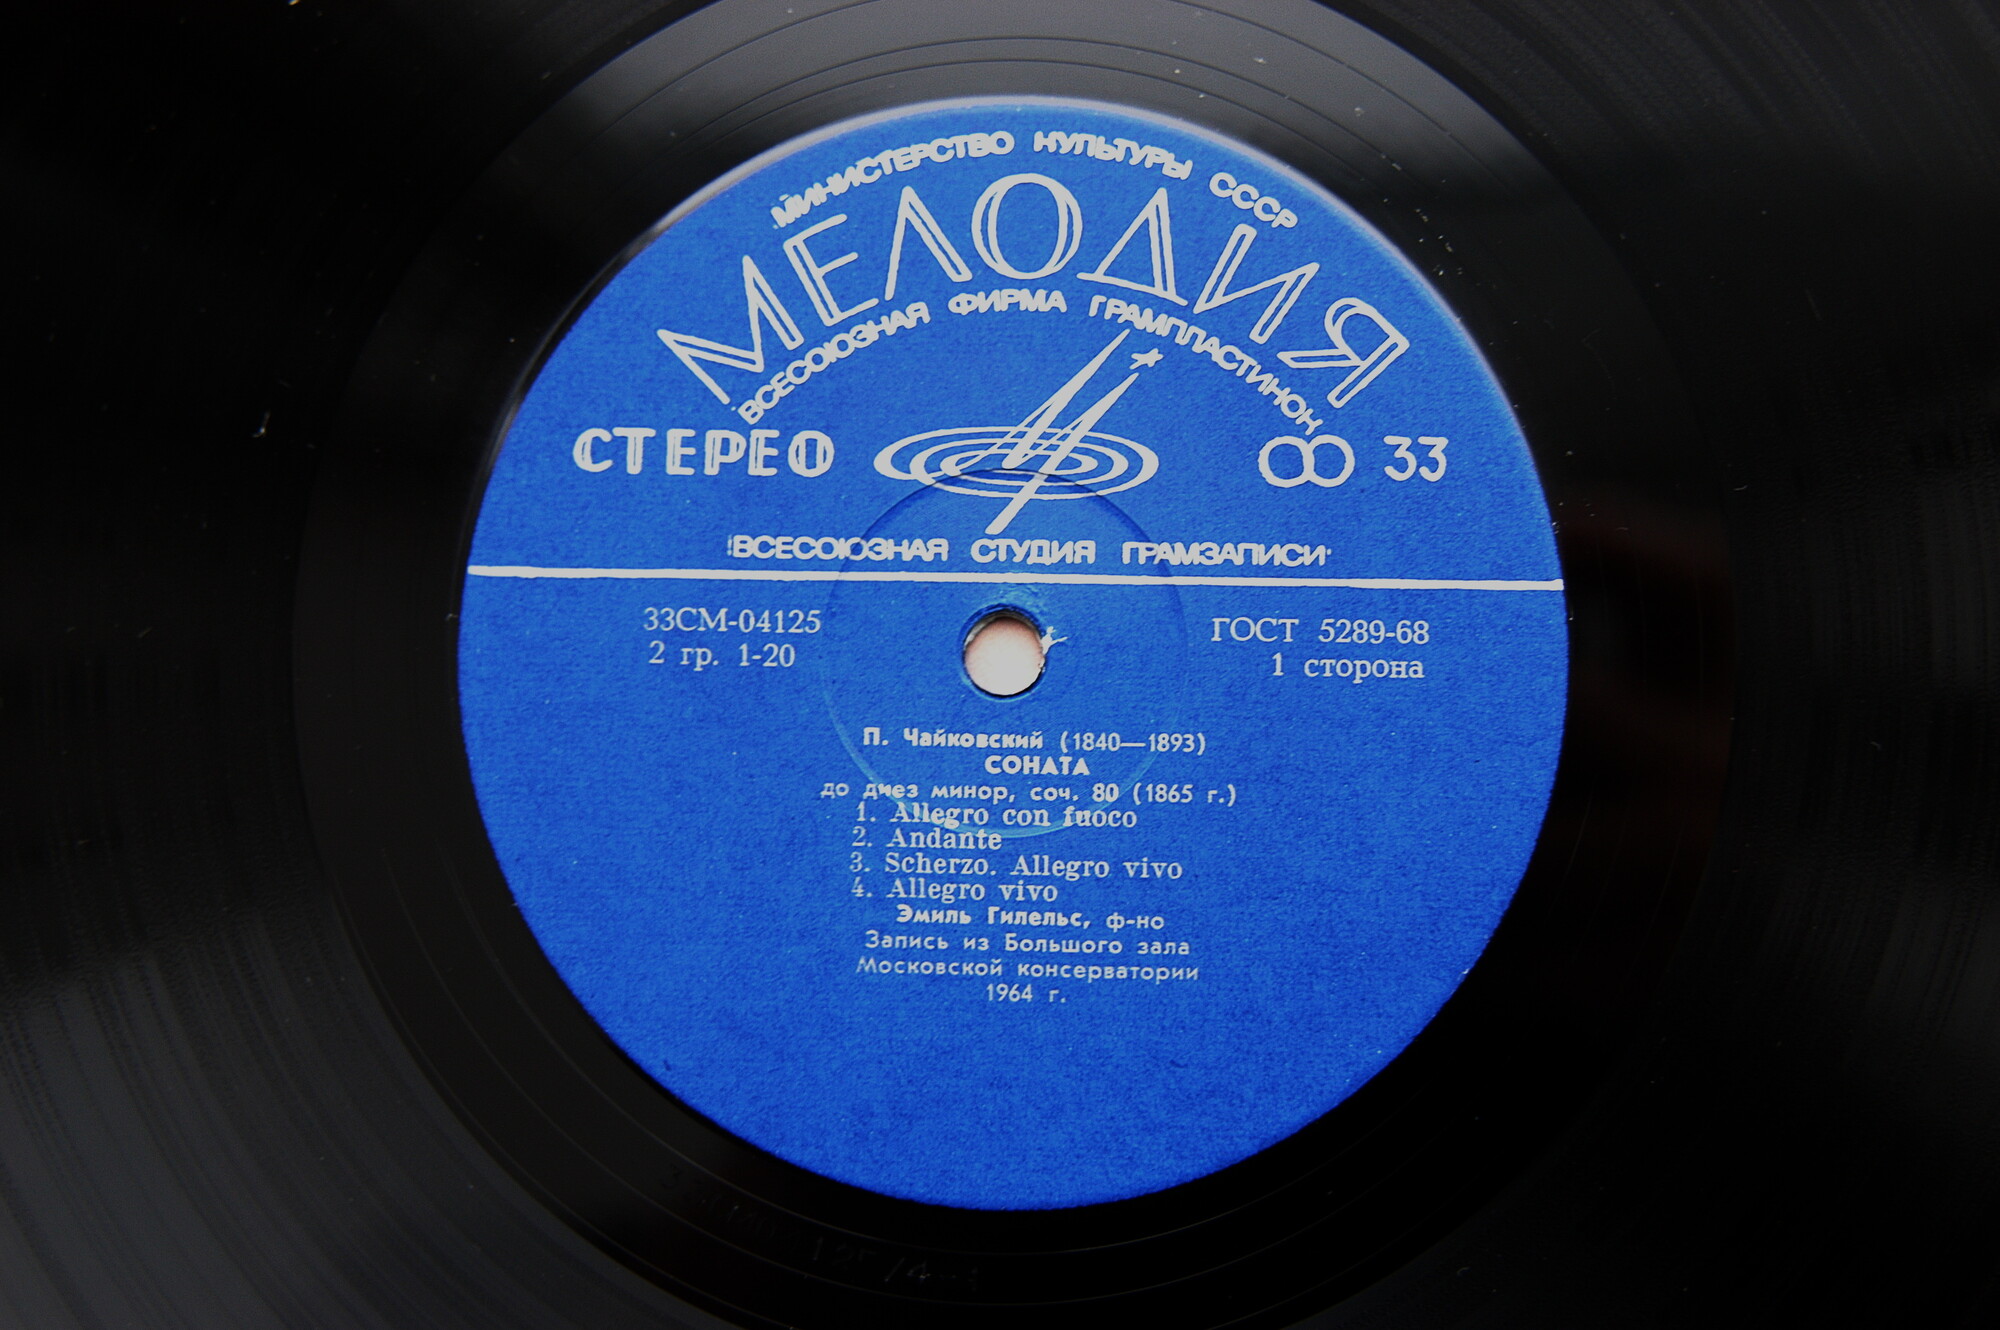 МИНИСТЕРСТВО КУЛЬТУРЫ СССР
МЕЛОДИЯ
ВСЕСОЮЗНАЯ ФИРМА ГРАМПЛАСТИНОК
СТЕРЕО 33
ВСЕСОЮЗНАЯ СТУДИЯ ГРАМЗАПИСИ
33СМ-04125 ГОСТ 5289-68
2 гр. 1-20 1 сторона
П. Чайковский (1840—1893)
СОНАТА
до диез минор, соч. 80 (1865 г.)
1. Allegro con fuoco
2. Andante
3. Scherzo. Allegro vivo
4. Allegro vivo
Эмиль Гилельс, ф-но
Запись из Большого зала
Московской консерватории
1964 г.